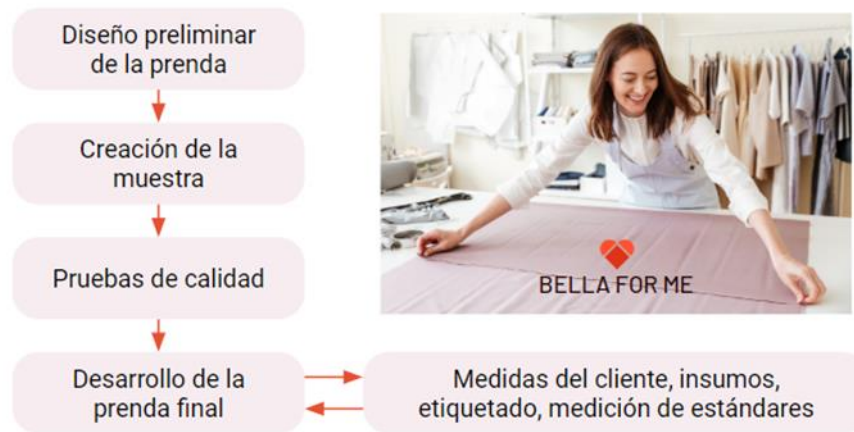 Diseño preliminar
de la prenda
Creación de la
muestra
Pruebas de calidad
BELLA FOR ME
Desarrollo de la
prenda final
Medidas del cliente, insumos,
etiquetado, medición de estándares